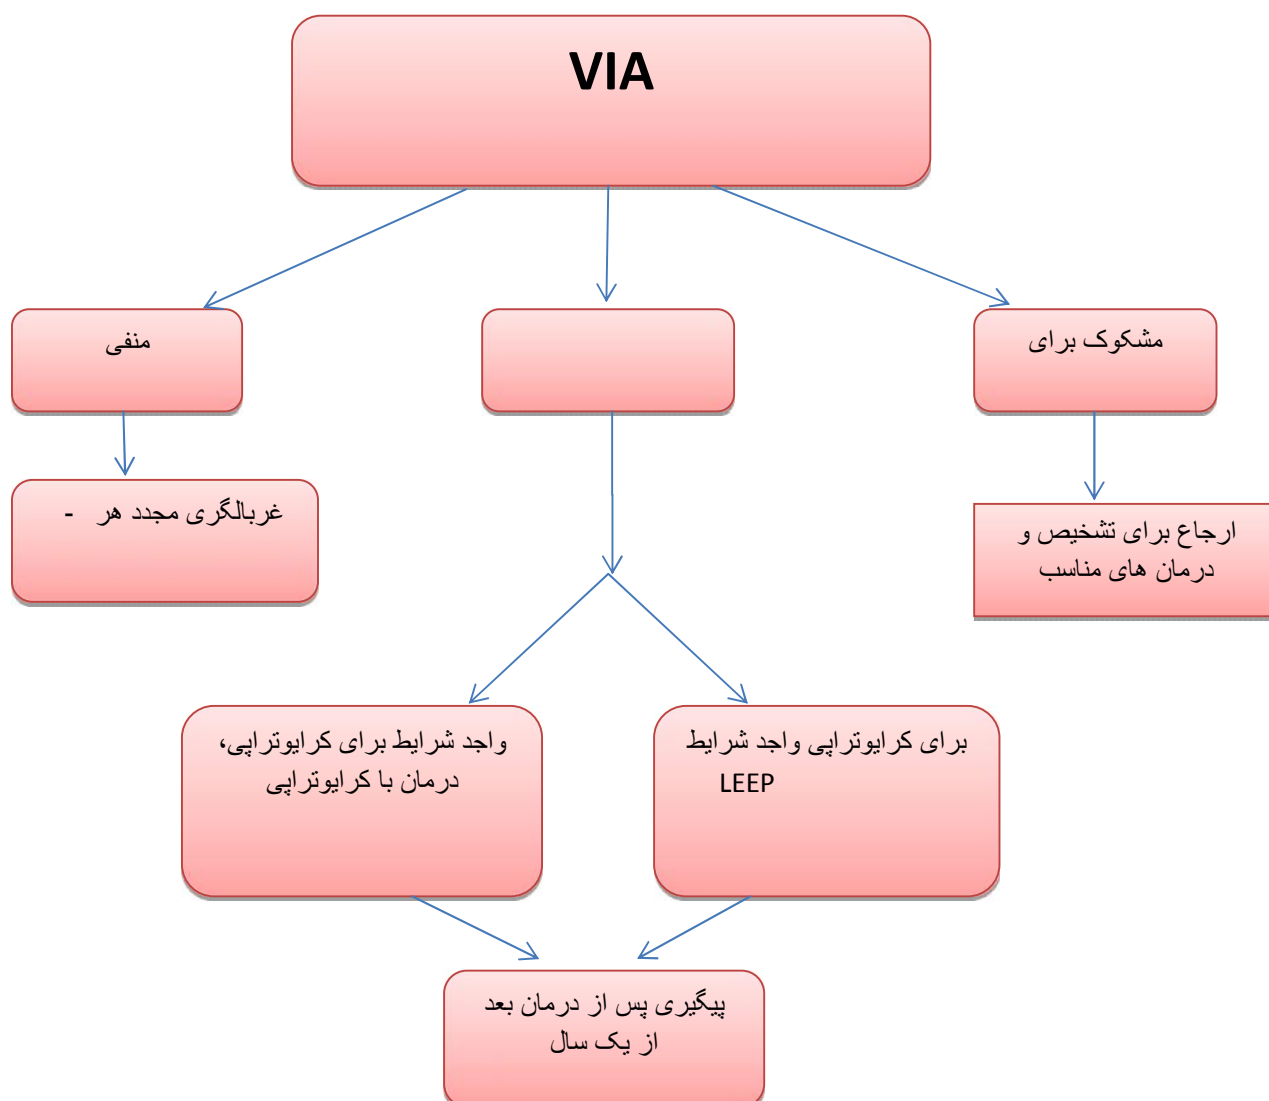 VIA
مشکوک برای
منفی
غربالگری مجدد هر -
ارجاع برای تشخیص و
درمان های مناسب
برای کرایوتراپی واجد شرایط
LEEP
واجد شرایط برای کرایوتراپی،
درمان با کرایوتراپی
پیگیری پس از درمان بعد
از یک سال